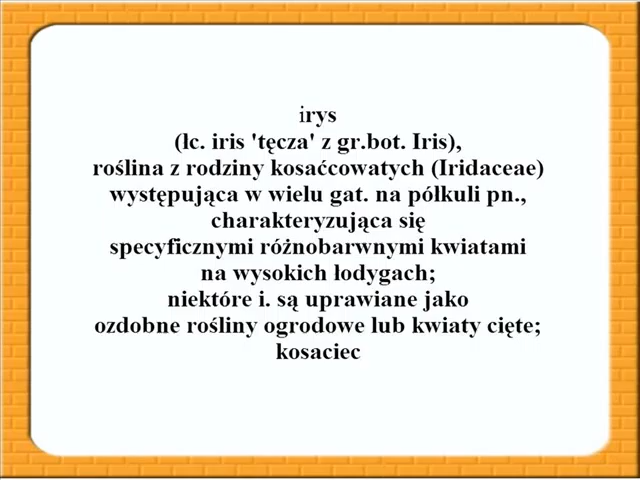 irys
(łc. iris 'tęcza' z gr.bot. Iris),
roślina z rodziny kosaćcowatych (Iridaceae)
występująca w wielu gat. na półkuli pn.,
charakteryzująca się
specyficznymi różnobarwnymi kwiatami
na wysokich łodygach;
niektóre i. są uprawiane jako
ozdobne rośliny ogrodowe lub kwiaty cięte;
kosaciec